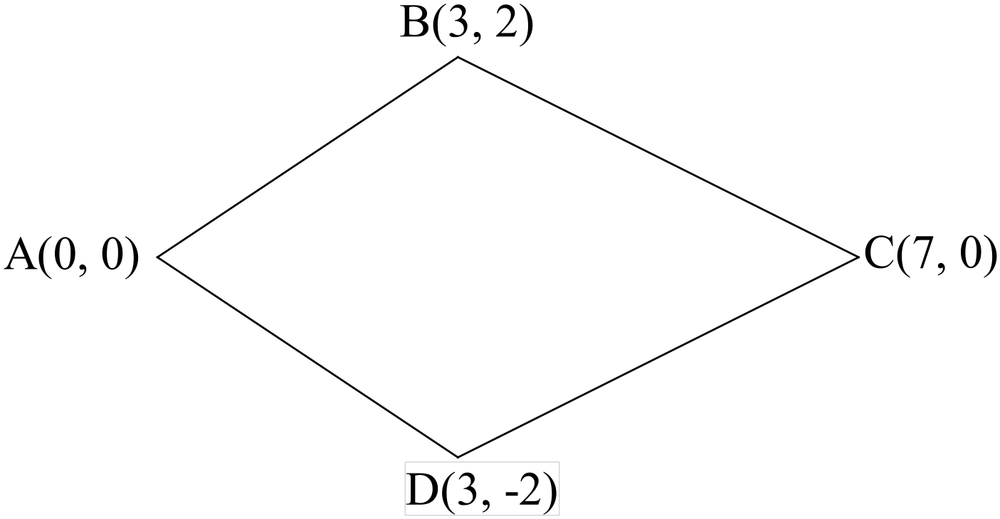 B(3, 2)
A(0, 0)
C(7, 0)
D(3, -2)